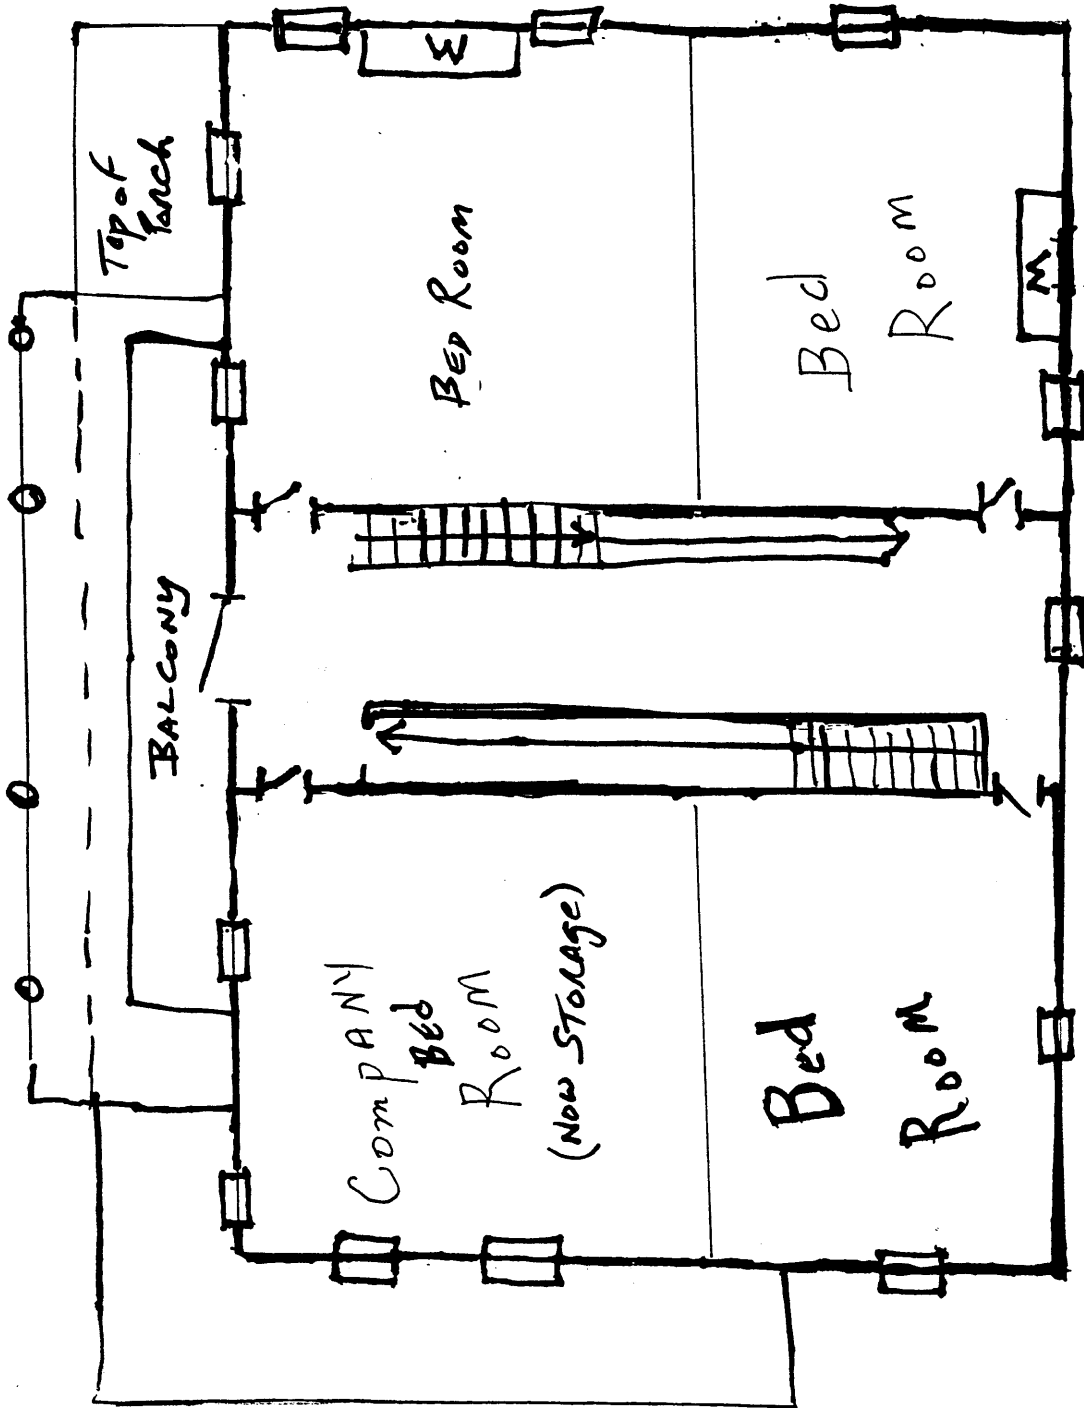 Top of
Porch
BALCONY
BED ROOM
Bed
Room
M
Company
Bed
Room
(NOW STORAGE)
Bed
Room